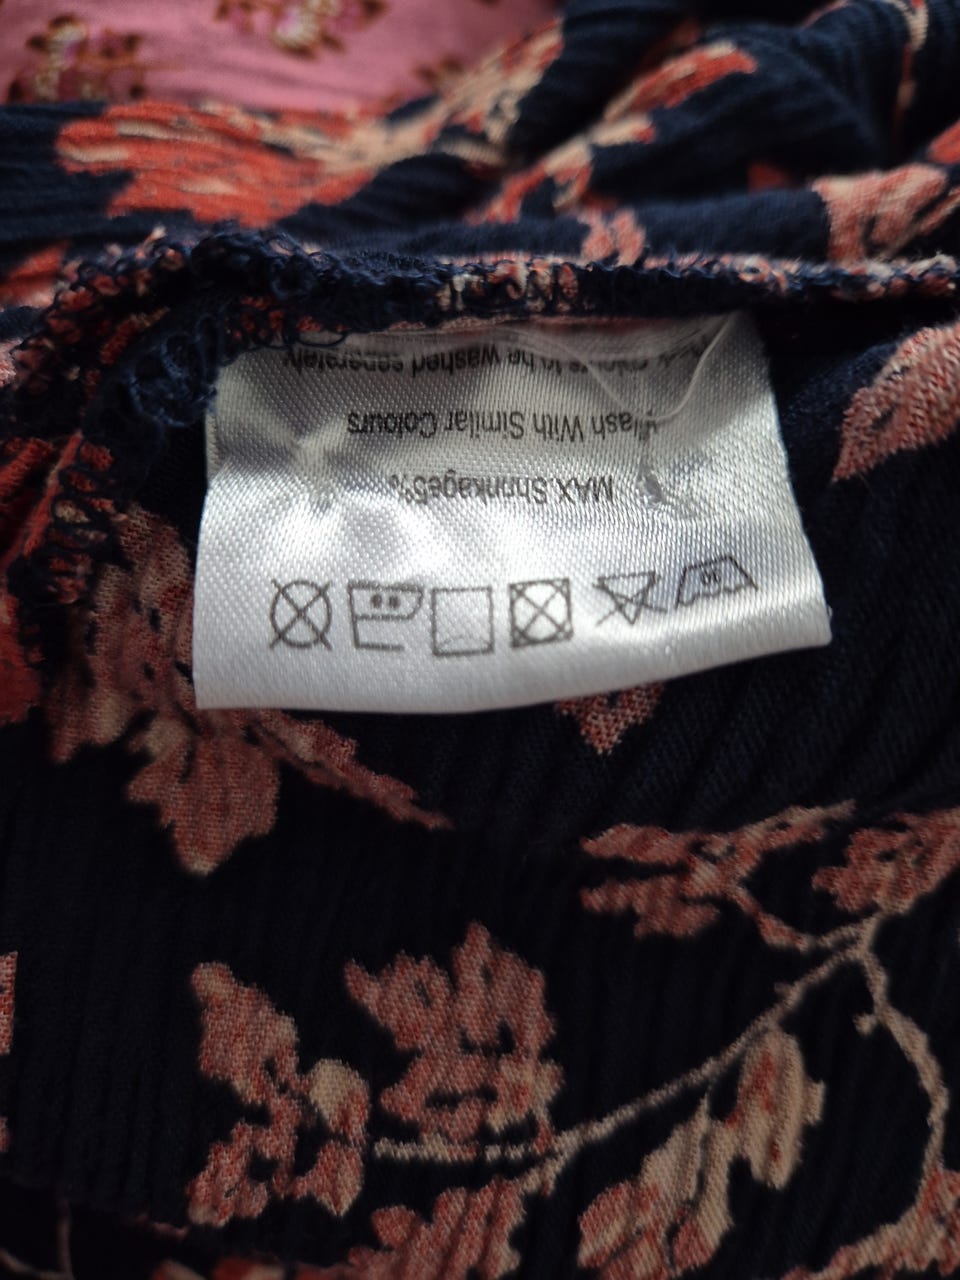 MAX.Shrinkage5%
Wash With Similar Colours
colours to be washed separately